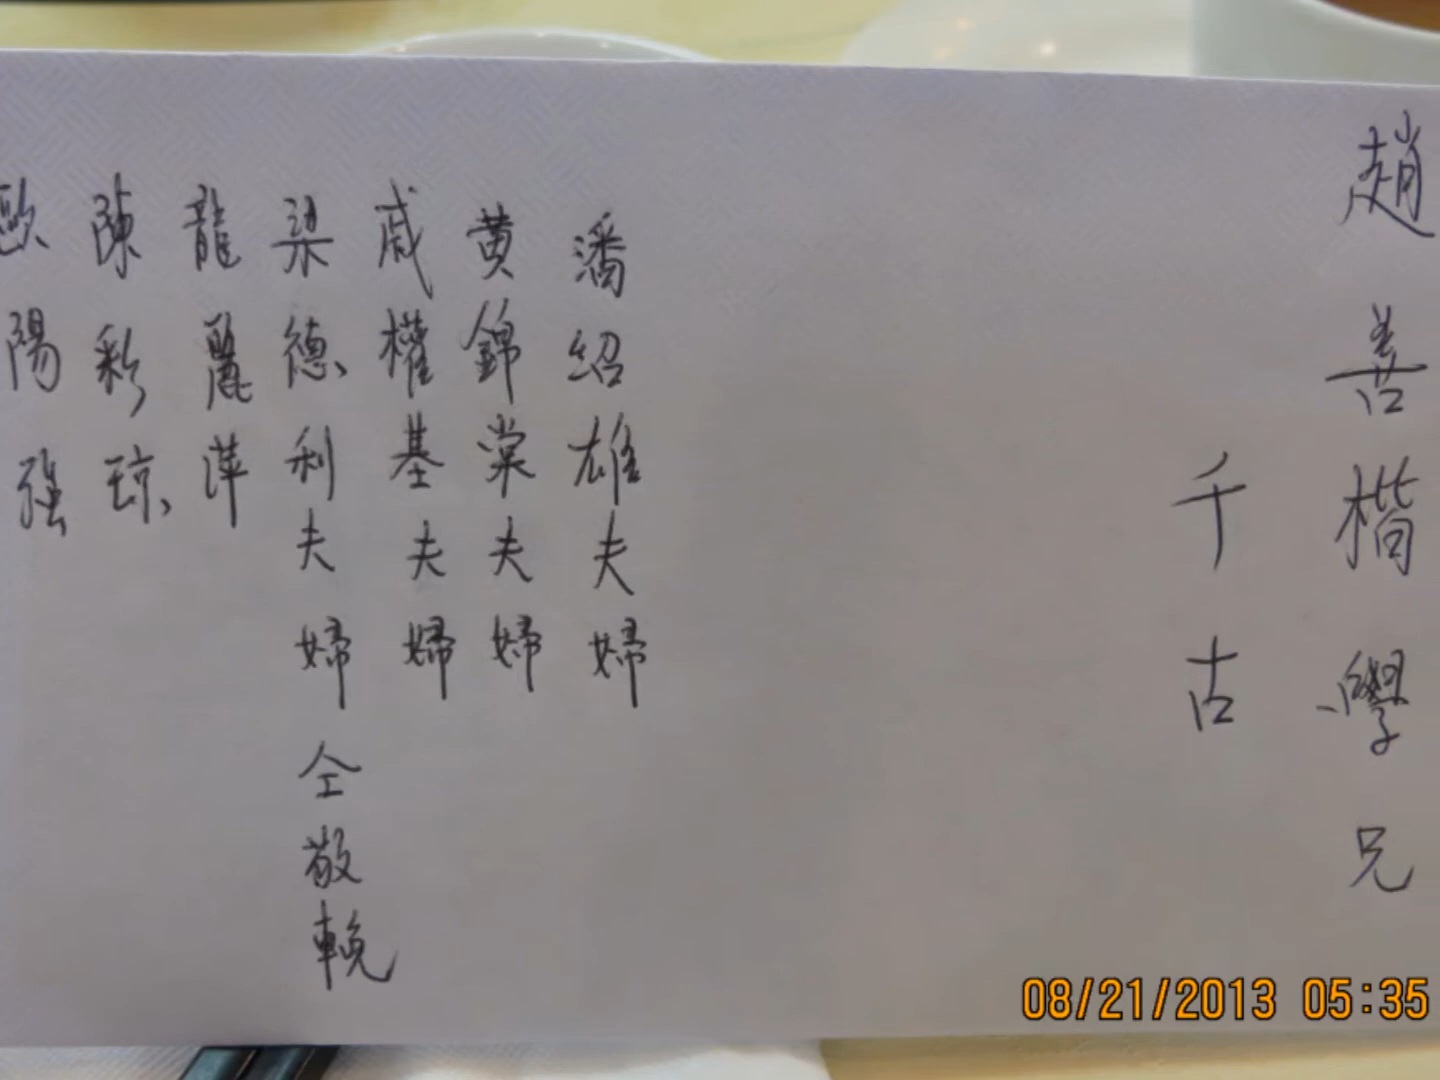 趙善楷學兄
千古
潘紹雄夫婦
黄錦棠夫婦
戚權基夫婦
梁德利夫婦仝敬輓
龍麗萍
陳彩琼
歐陽強
08/21/2013 05:35